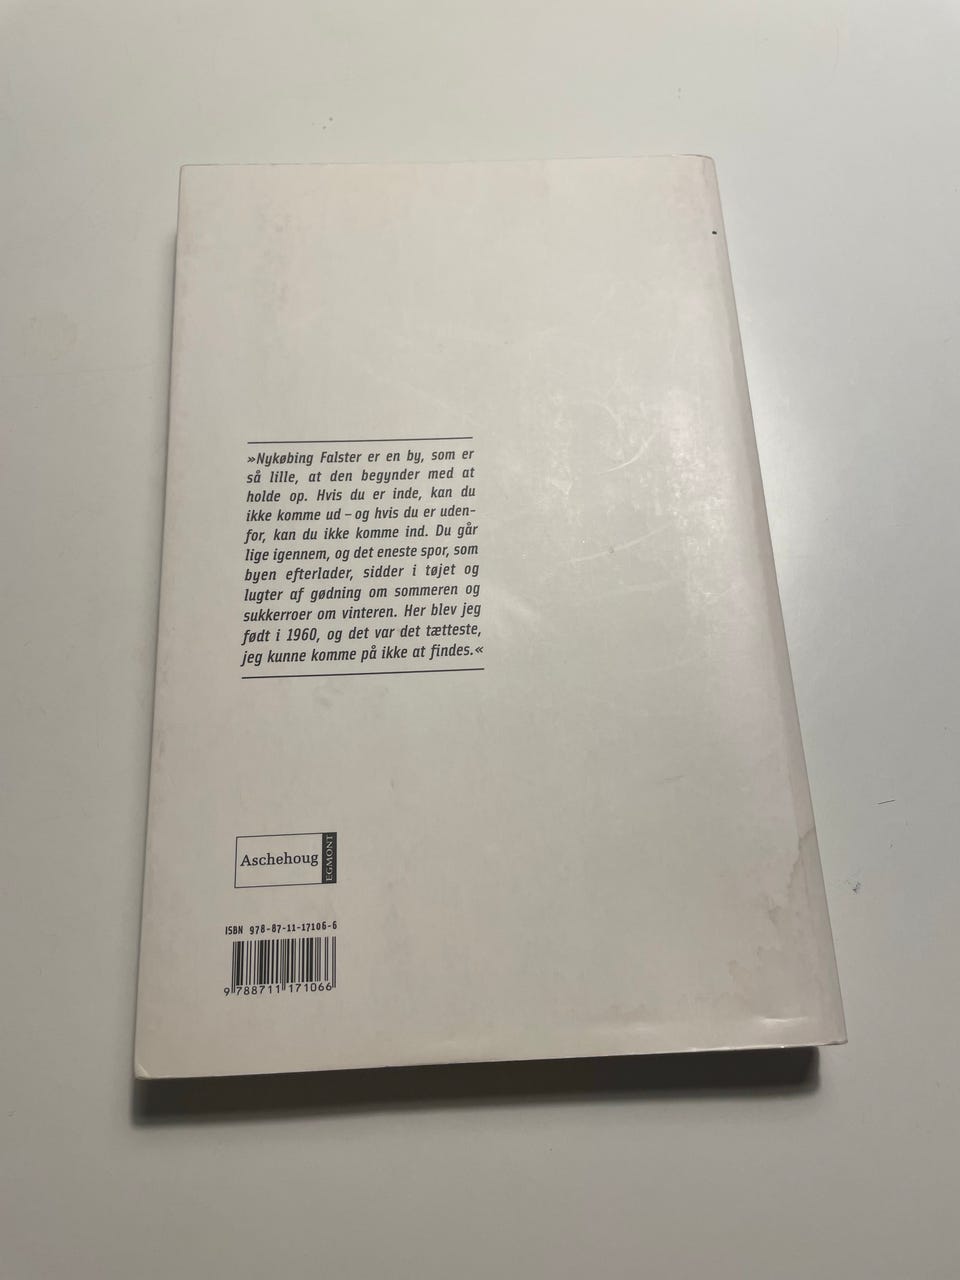 »Nykøbing Falster er en by, som er
så lille, at den begynder med at
holde op. Hvis du er inde, kan du
ikke komme ud – og hvis du er uden-
for, kan du ikke komme ind. Du går
lige igennem, og det eneste spor, som
byen efterlader, sidder i tøjet og
lugter af gødning om sommeren og
sukkerroer om vinteren. Her blev jeg
født i 1960, og det var det tætteste,
jeg kunne komme på ikke at findes.«
Aschehoug
EGMONT
ISBN 978-87-11-17106-6
9 788711 171066